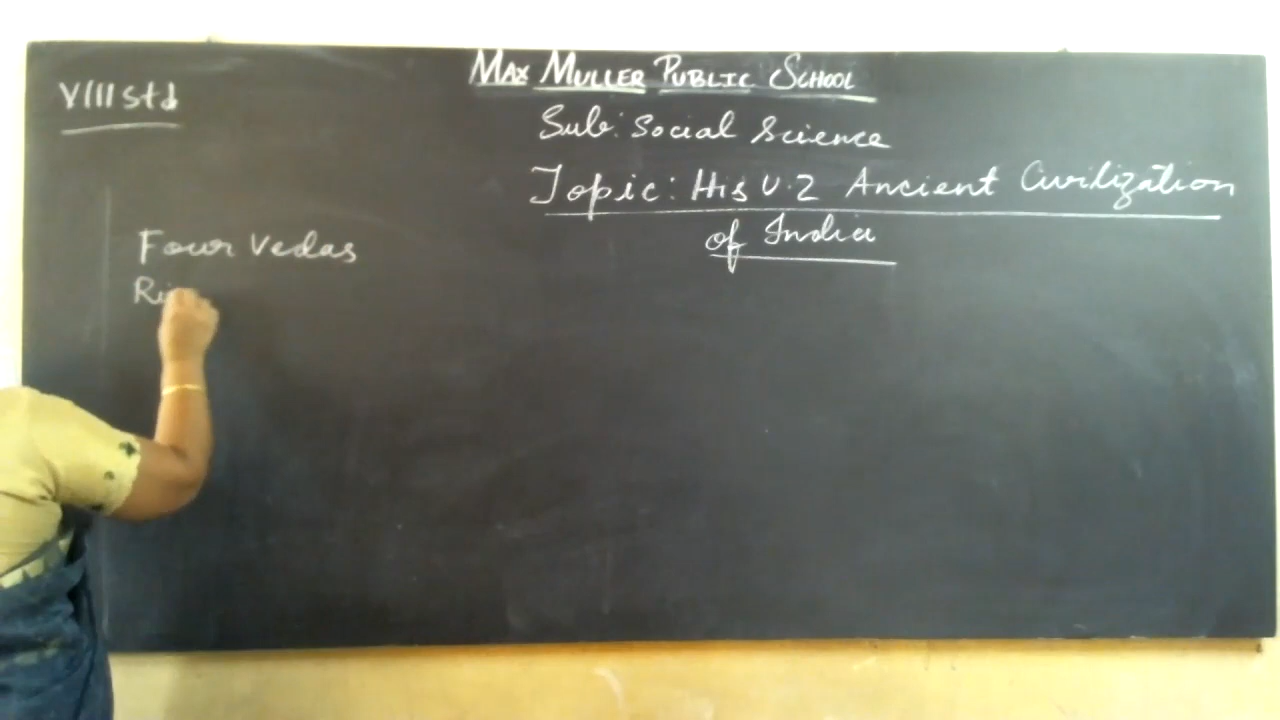 VIII Std
MAX MULLER PUBLIC SCHOOL
Sub: Social Science
Topic: His U.2 Ancient Civilization
of India
Four Vedas
Ri